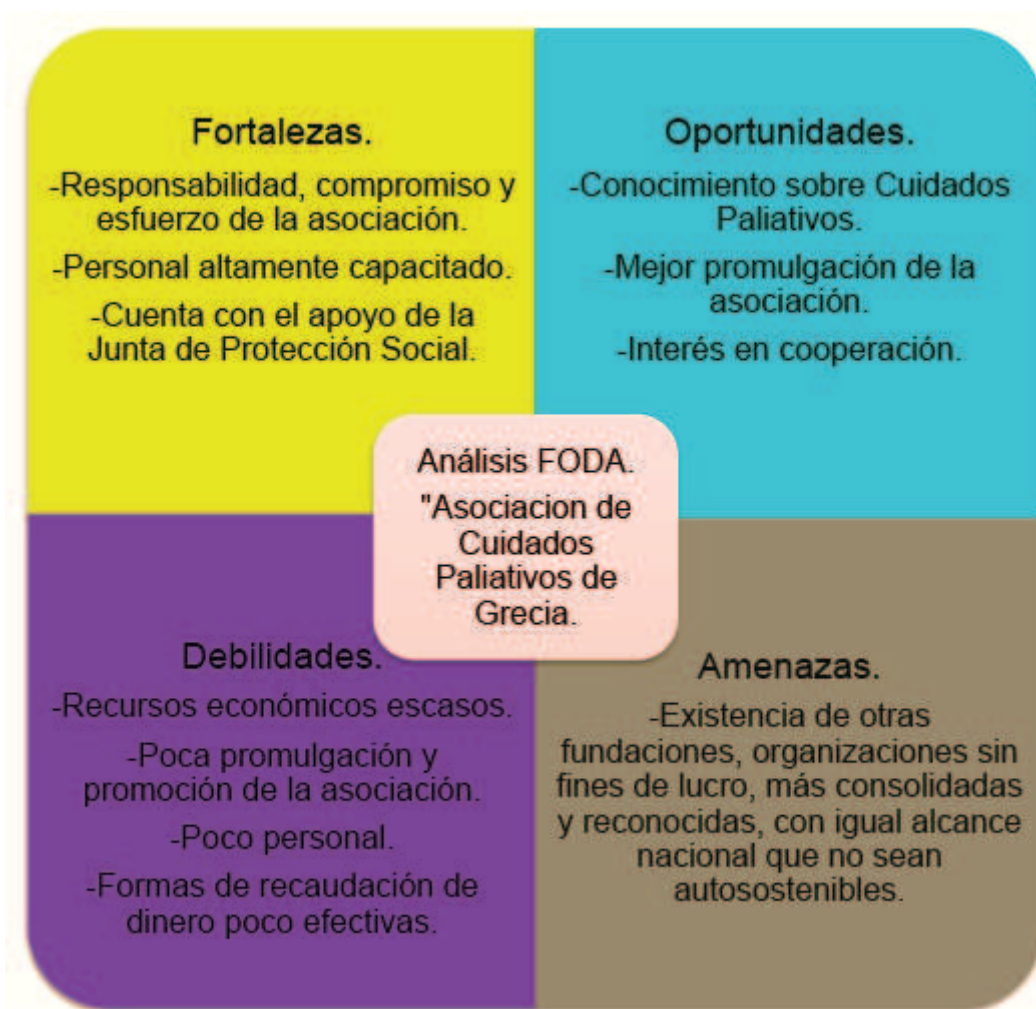 Fortalezas.
-Responsabilidad, compromiso y
esfuerzo de la asociación.
-Personal altamente capacitado.
-Cuenta con el apoyo de la
Junta de Protección Social.
Oportunidades.
-Conocimiento sobre Cuidados
Paliativos.
-Mejor promulgación de la
asociación.
-Interés en cooperación.
Análisis FODA.
"Asociacion de
Cuidados
Paliativos de
Grecia.
Debilidades.
-Recursos económicos escasos.
-Poca promulgación y
promoción de la asociación.
-Poco personal.
-Formas de recaudación de
dinero poco efectivas.
Amenazas.
-Existencia de otras
fundaciones, organizaciones sin
fines de lucro, más consolidadas
y reconocidas, con igual alcance
nacional que no sean
autosostenibles.